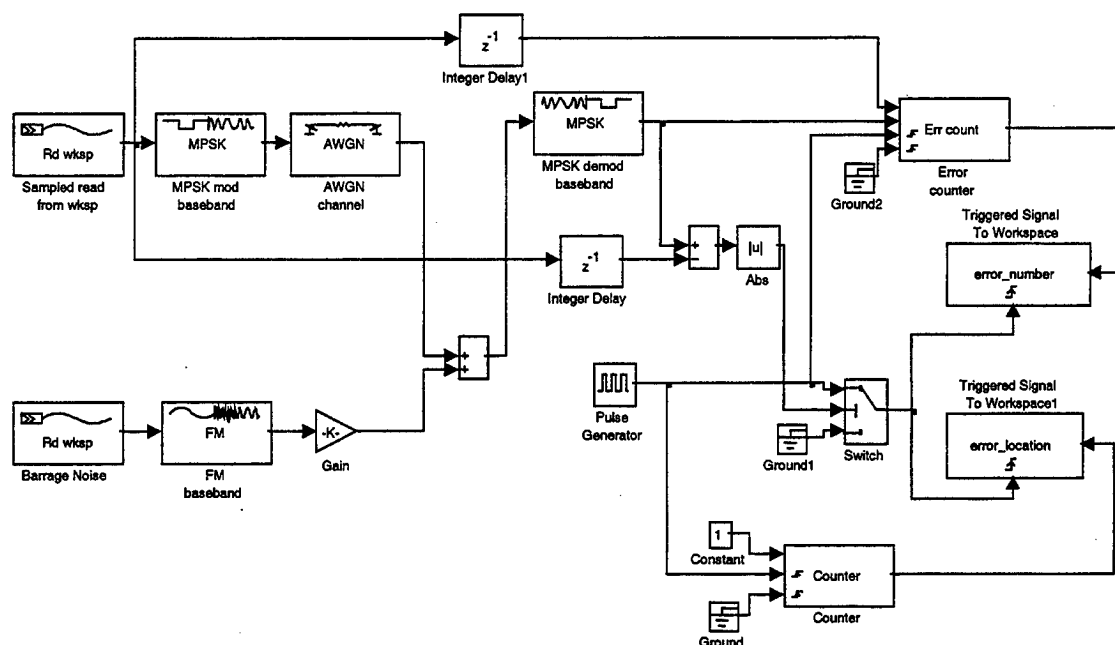 z-1
Integer Delay1
Rd wksp
Sampled read
from wksp
MPSK
MPSK mod
baseband
AWGN
AWGN
channel
MPSK
MPSK demod
baseband
Err count
Error
counter
Ground2
z-1
Integer Delay
+
−
|u|
Abs
Triggered Signal
To Workspace
error_number
+
+
Pulse
Generator
Ground1
Switch
Triggered Signal
To Workspace1
error_location
Rd wksp
Barrage Noise
FM
FM
baseband
-K-
Gain
1
Constant
Counter
Counter
Ground